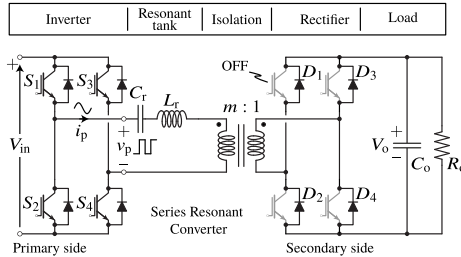 Inverter
Resonant
tank
Isolation
Rectifier
Load
+
S1
S3
Cr
Lr
m : 1
OFF
D1
D3
Vin
ip
+
vp
−
Vo
+
−
Co
Ro
S2
S4
D2
D4
−
Series Resonant
Converter
Primary side
Secondary side